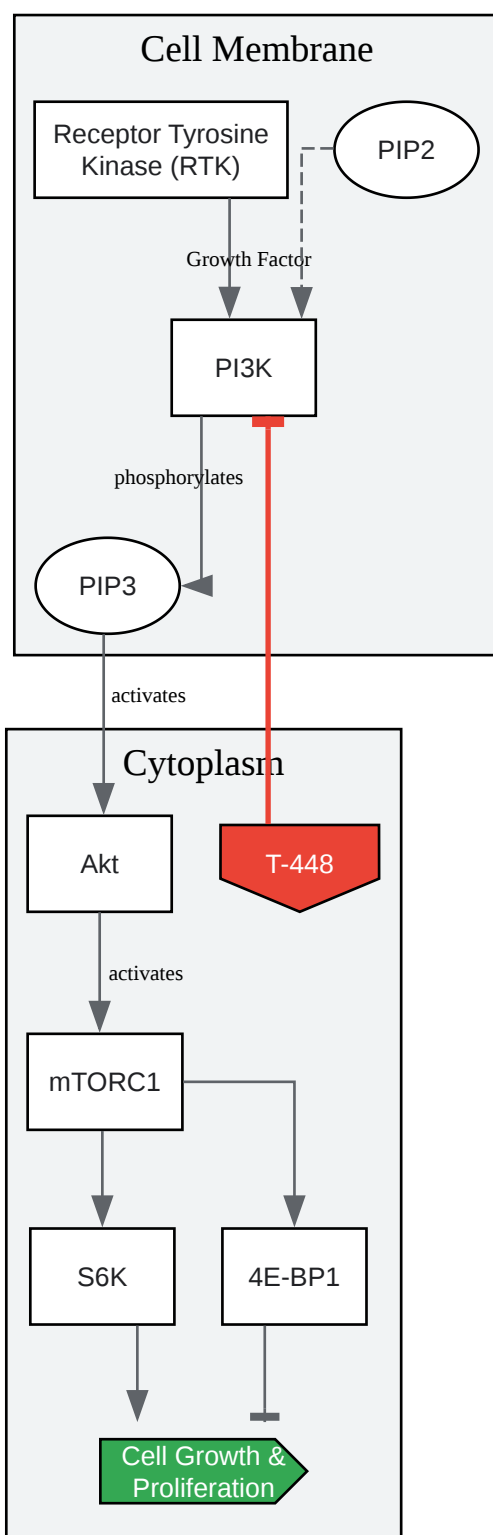 Cell Membrane
Receptor Tyrosine
Kinase (RTK)
PIP2
Growth Factor
PI3K
phosphorylates
PIP3
activates
Cytoplasm
Akt
T-448
activates
mTORC1
S6K
4E-BP1
Cell Growth &
Proliferation